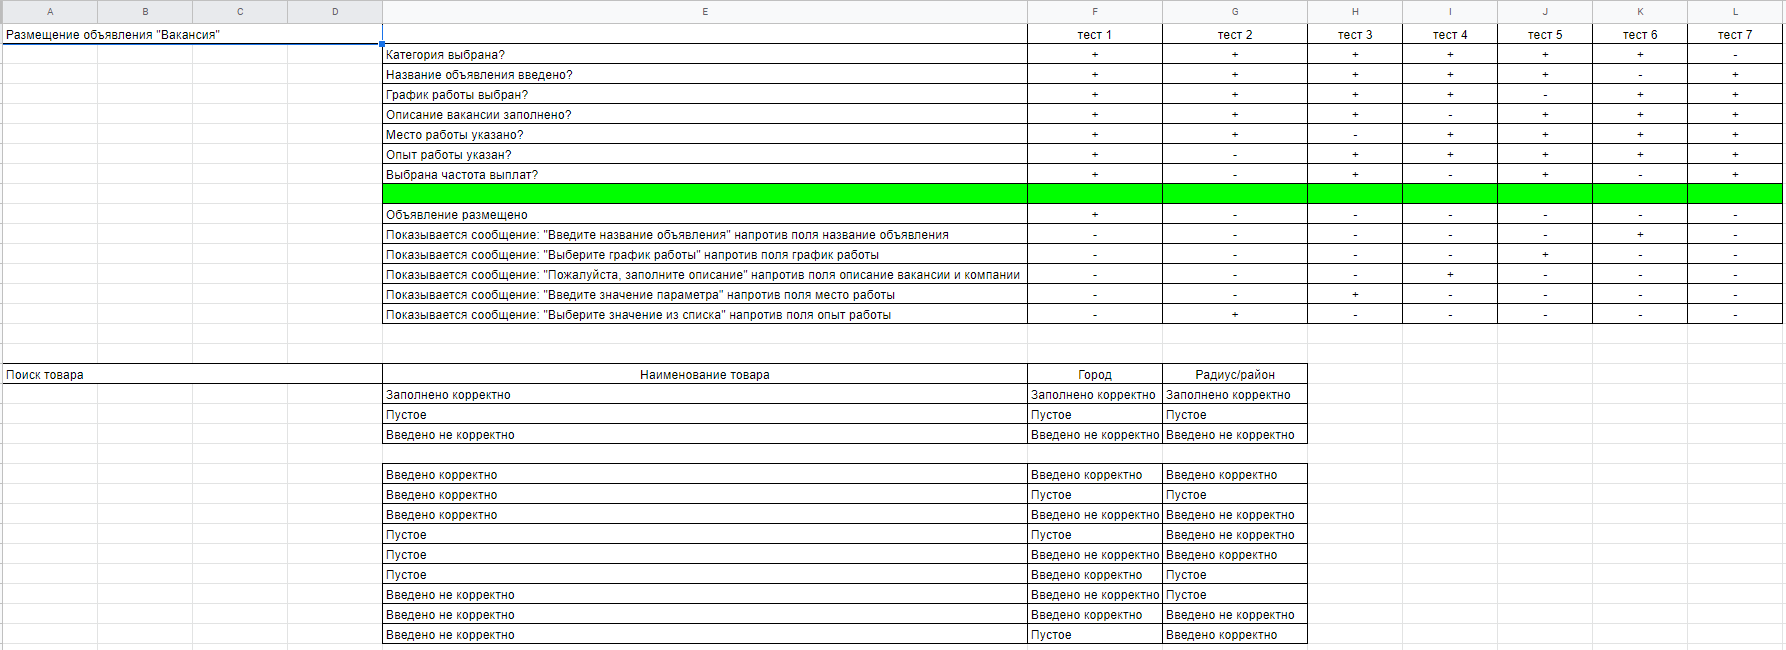 A B C D E F G H I J K L
Размещение объявления "Вакансия" тест 1 тест 2 тест 3 тест 4 тест 5 тест 6 тест 7
Категория выбрана? + + + + + + -
Название объявления введено? + + + + + - +
График работы выбран? + + + + - + +
Описание вакансии заполнено? + + + - + + +
Место работы указано? + + - + + + +
Опыт работы указан? + - + + + + +
Выбрана частота выплат? + - + - + - +
Объявление размещено + - - - - - -
Показывается сообщение: "Введите название объявления" напротив поля название объявления - - - - - + -
Показывается сообщение: "Выберите график работы" напротив поля график работы - - - - + - -
Показывается сообщение: "Пожалуйста, заполните описание" напротив поля описание вакансии и компании - - - + - - -
Показывается сообщение: "Введите значение параметра" напротив поля место работы - - + - - - -
Показывается сообщение: "Выберите значение из списка" напротив поля опыт работы - + - - - - -
Поиск товара Наименование товара Город Радиус/район
Заполнено корректно Заполнено корректно Заполнено корректно
Пустое Пустое Пустое
Введено не корректно Введено не корректно Введено не корректно
Введено корректно Введено корректно Введено корректно
Введено корректно Пустое Пустое
Введено корректно Введено не корректно Введено не корректно
Пустое Пустое Введено не корректно
Пустое Введено не корректно Введено корректно
Пустое Введено корректно Пустое
Введено не корректно Введено не корректно Пустое
Введено не корректно Введено корректно Введено не корректно
Введено не корректно Пустое Введено корректно